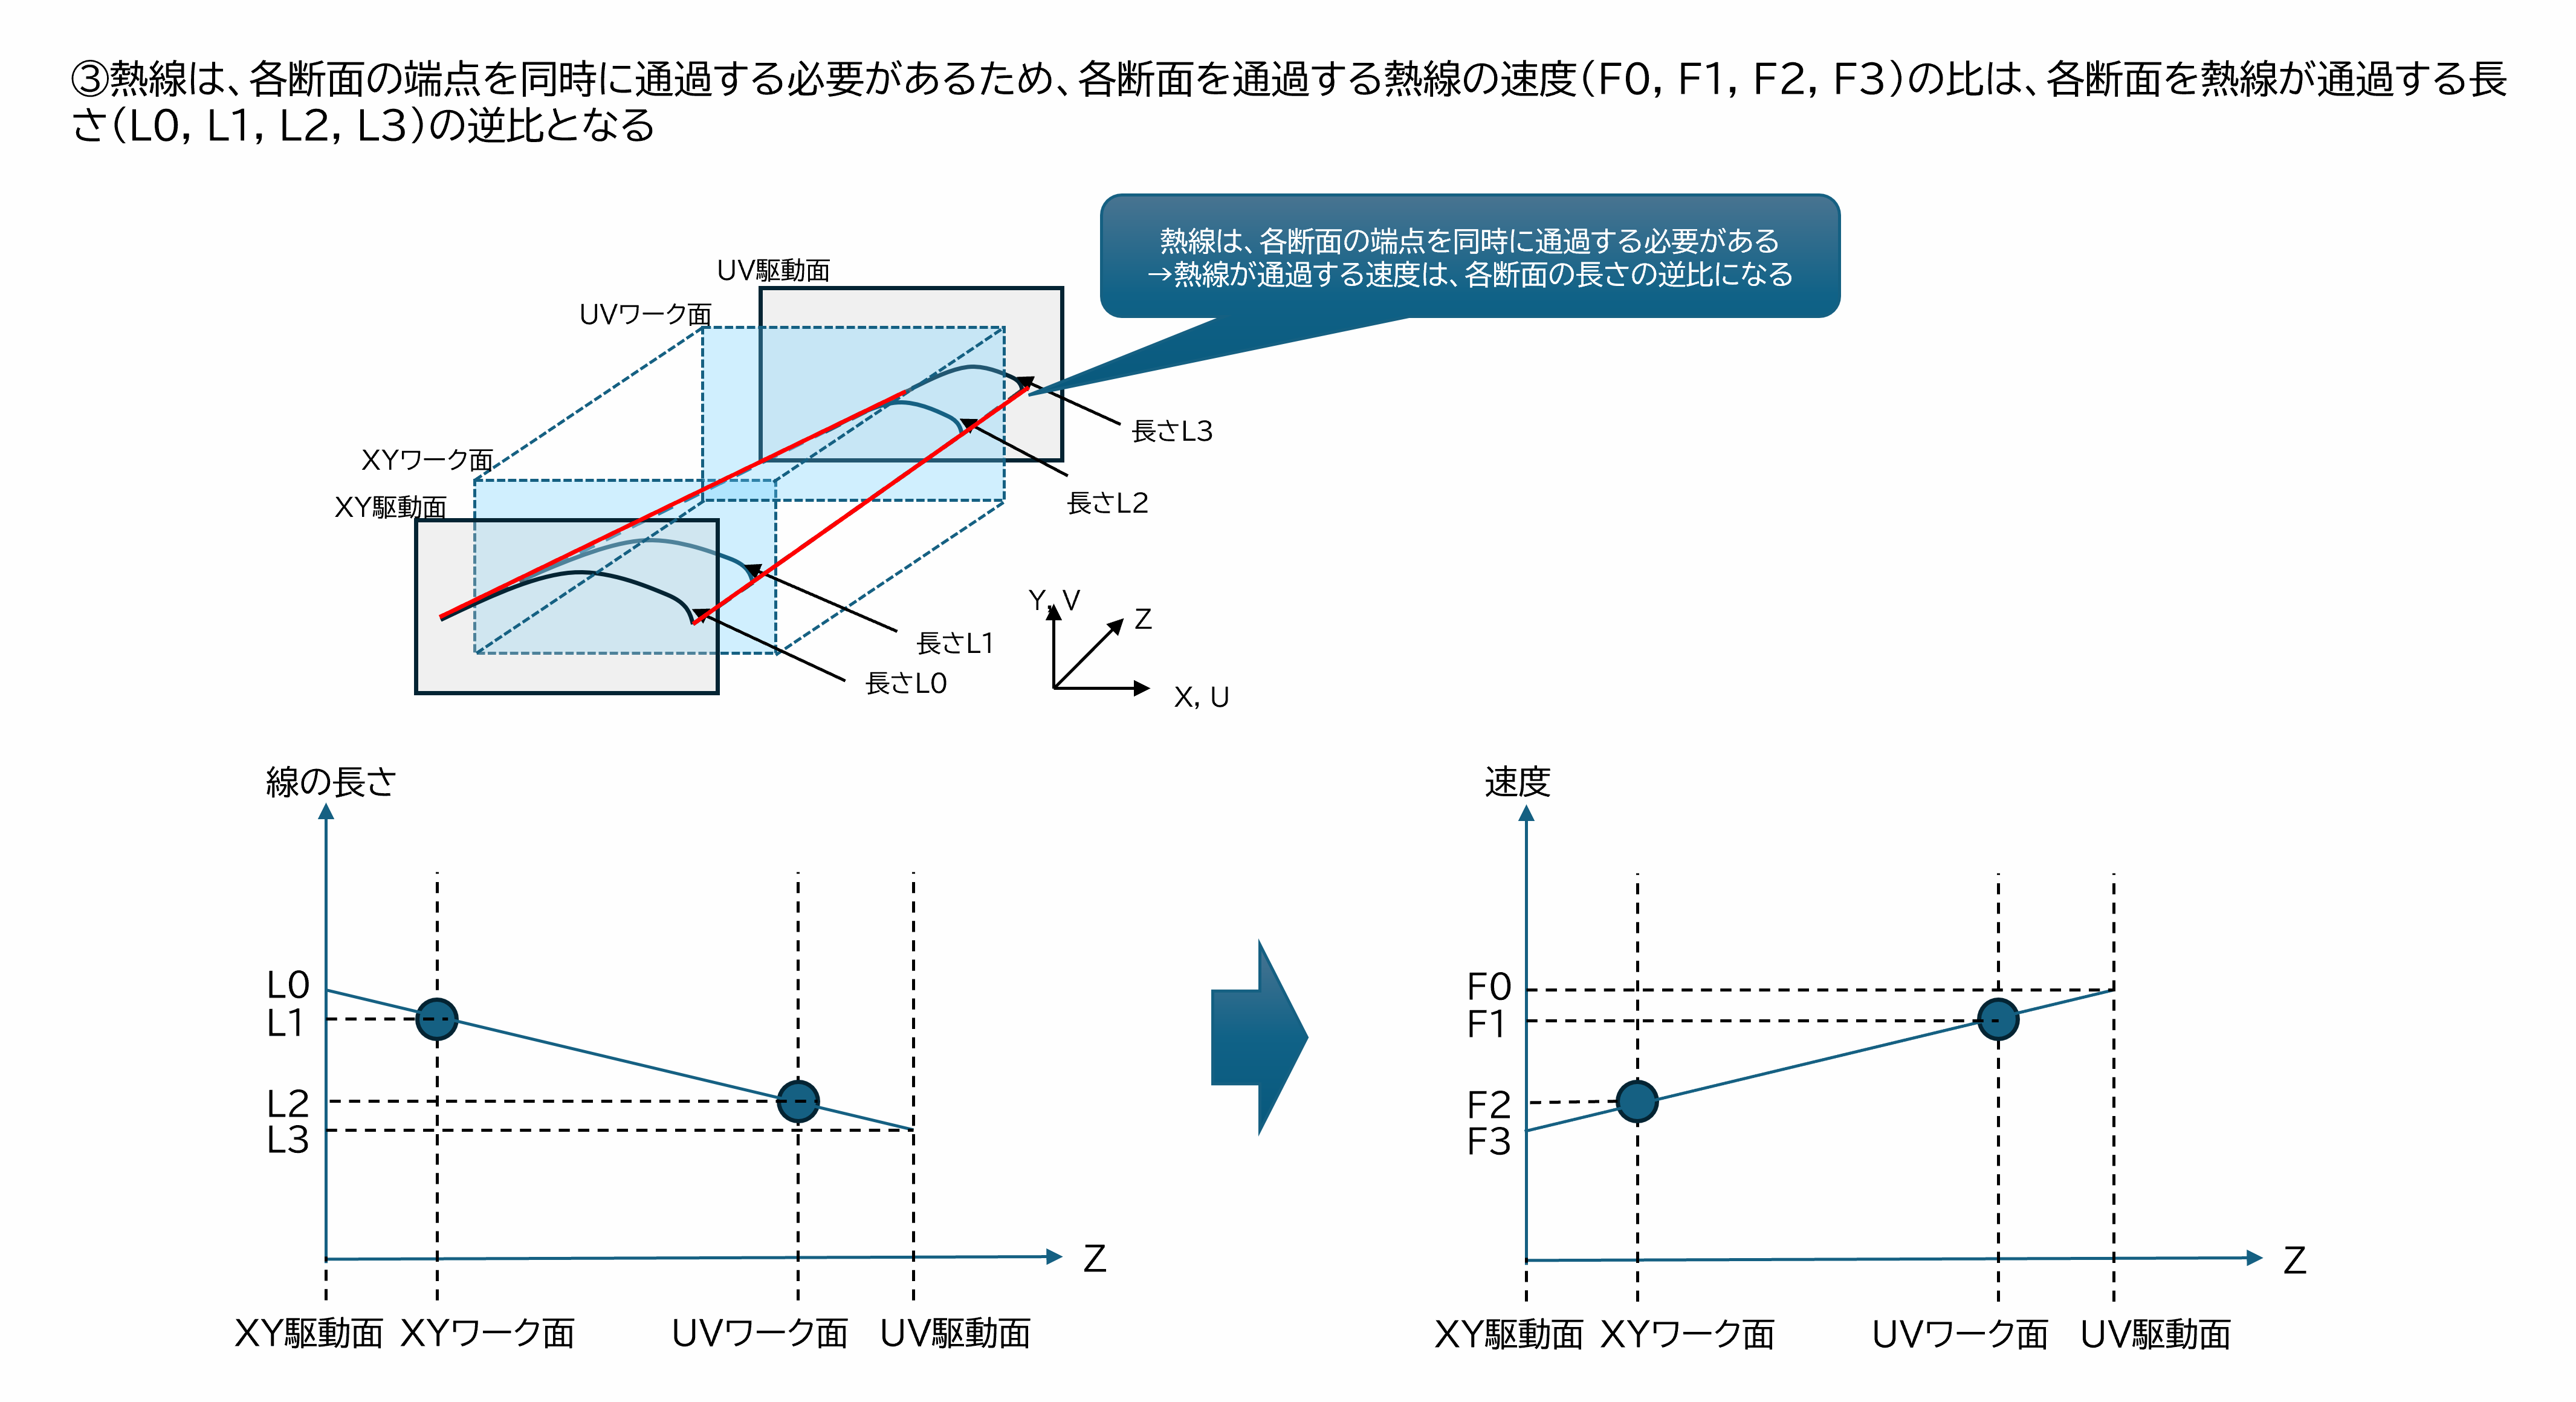 ③熱線は、各断面の端点を同時に通過する必要があるため、各断面を通過する熱線の速度（F0, F1, F2, F3）の比は、各断面を熱線が通過する長
さ（L0, L1, L2, L3）の逆比となる
熱線は、各断面の端点を同時に通過する必要がある
→熱線が通過する速度は、各断面の長さの逆比になる
UV駆動面
UVワーク面
XYワーク面
XY駆動面
長さL3
長さL2
長さL1
長さL0
Y, V
Z
X, U
線の長さ
L0
L1
L2
L3
Z
XY駆動面 XYワーク面 UVワーク面 UV駆動面
速度
F0
F1
F2
F3
Z
XY駆動面 XYワーク面 UVワーク面 UV駆動面